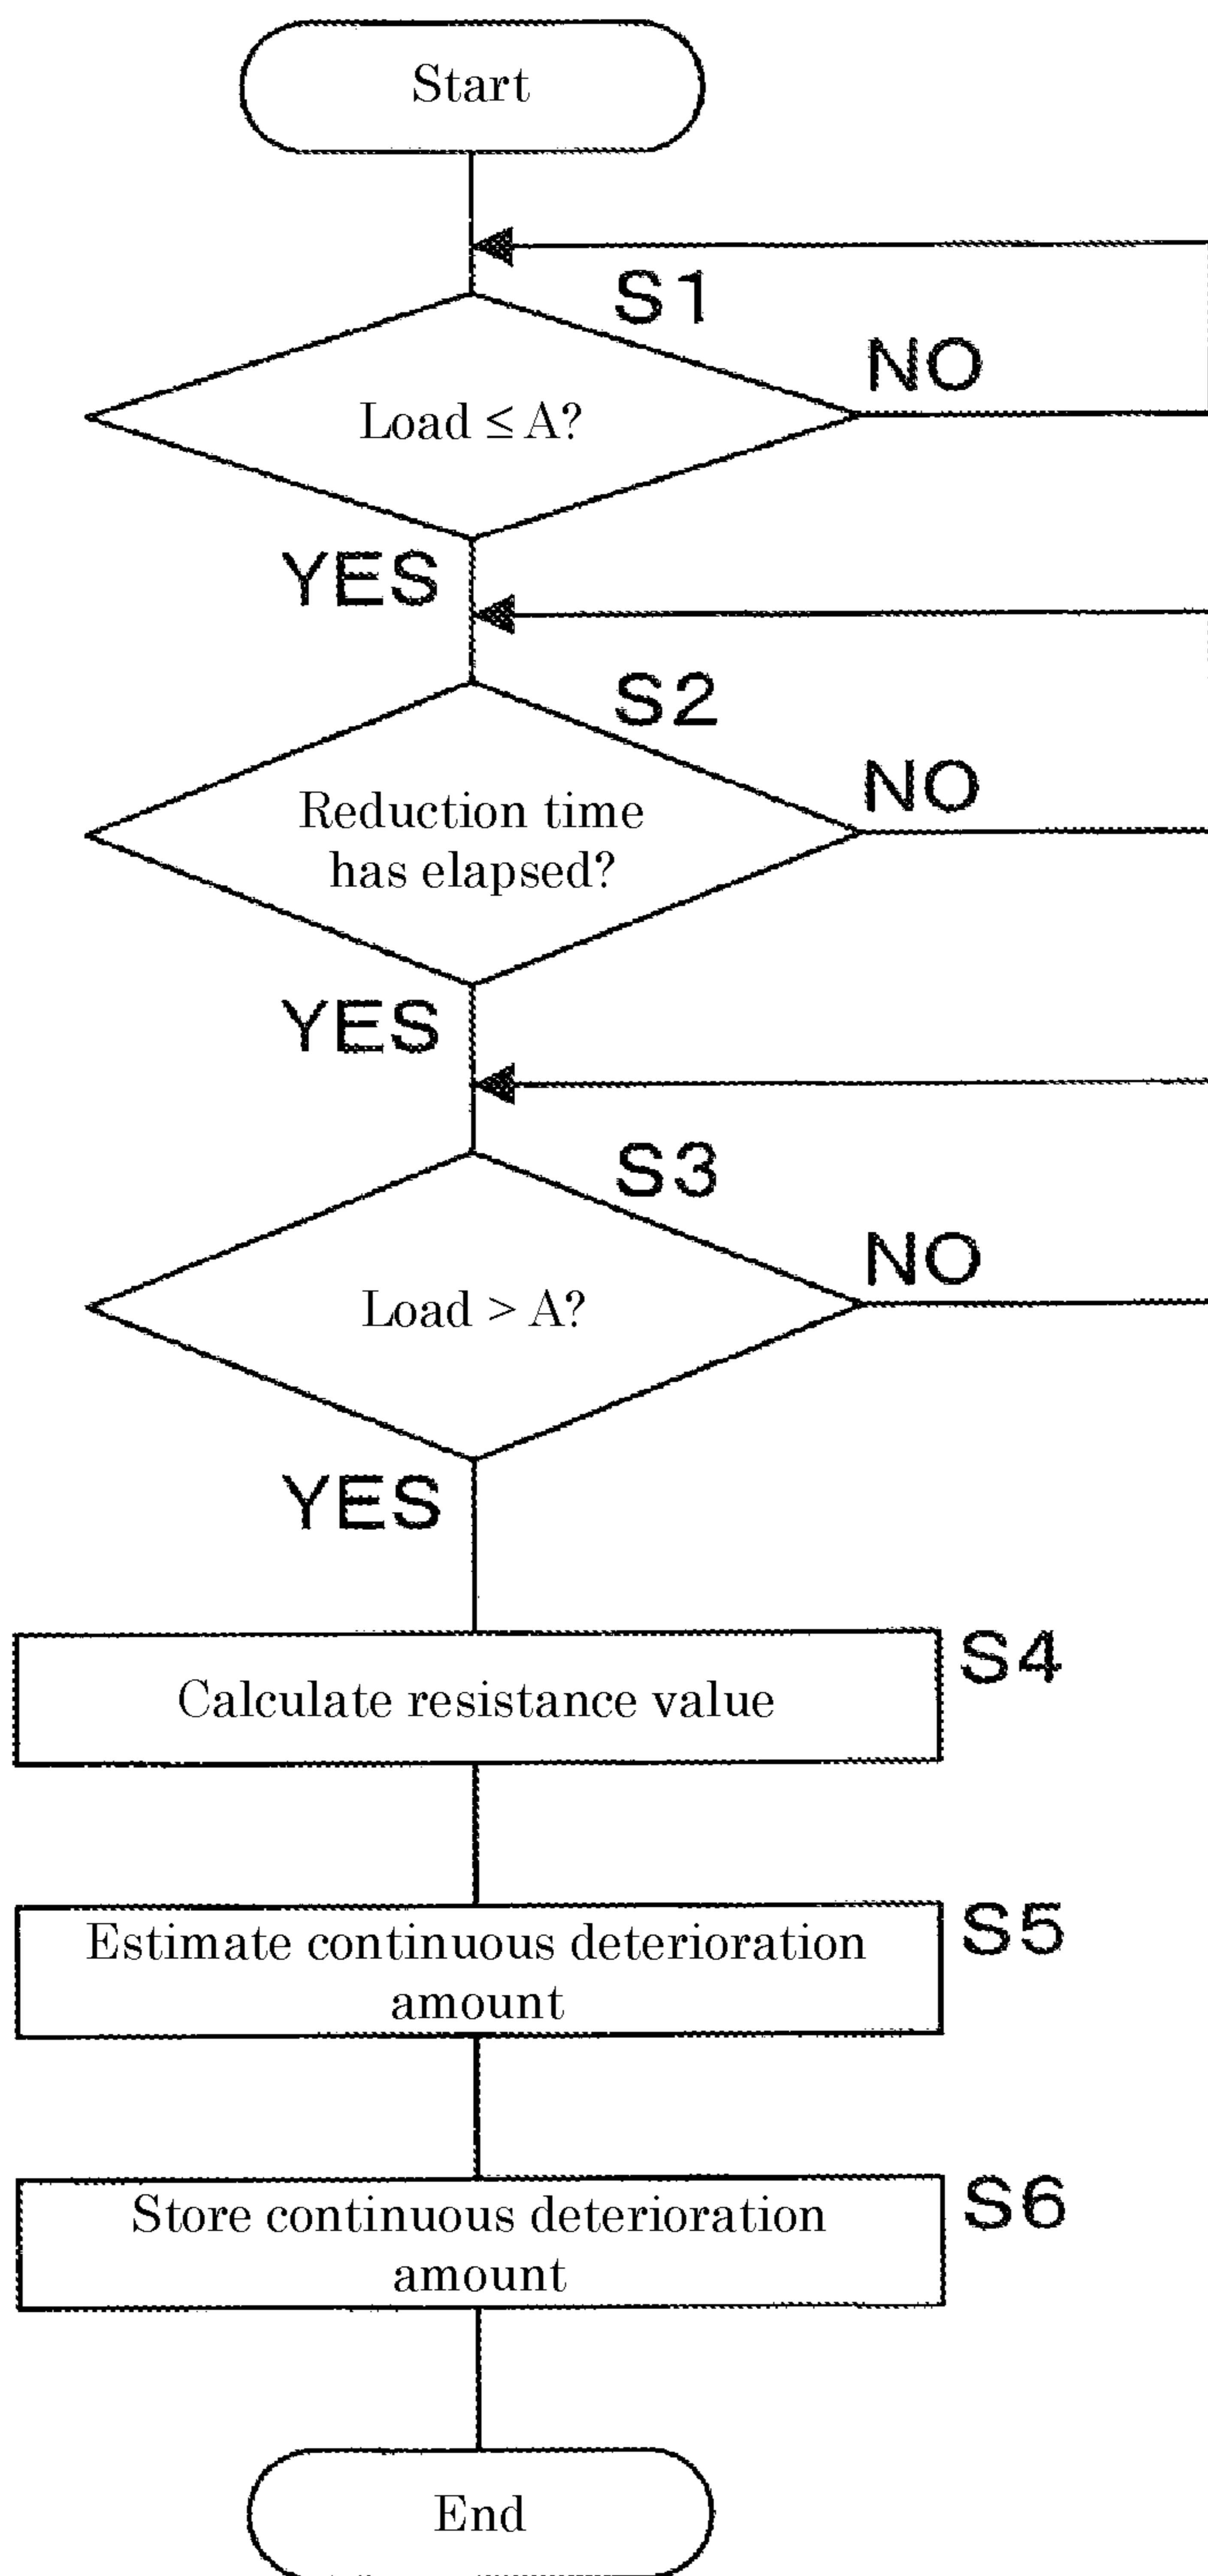 Start
S1
Load ≤ A?
NO
YES
S2
Reduction time
has elapsed?
NO
YES
S3
Load > A?
NO
YES
S4
Calculate resistance value
S5
Estimate continuous deterioration
amount
S6
Store continuous deterioration
amount
End